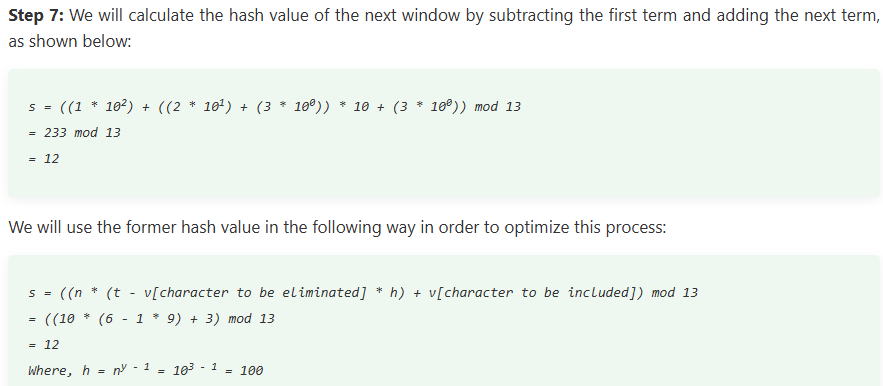 Step 7: We will calculate the hash value of the next window by subtracting the first term and adding the next term,
as shown below:
s = ((1 * 10²) + ((2 * 10¹) + (3 * 10⁰)) * 10 + (3 * 10⁰)) mod 13
= 233 mod 13
= 12
We will use the former hash value in the following way in order to optimize this process:
s = ((n * (t - v[character to be eliminated] * h) + v[character to be included]) mod 13
= ((10 * (6 - 1 * 9) + 3) mod 13
= 12
Where, h = nʸ ⁻ ¹ = 10³ ⁻ ¹ = 100